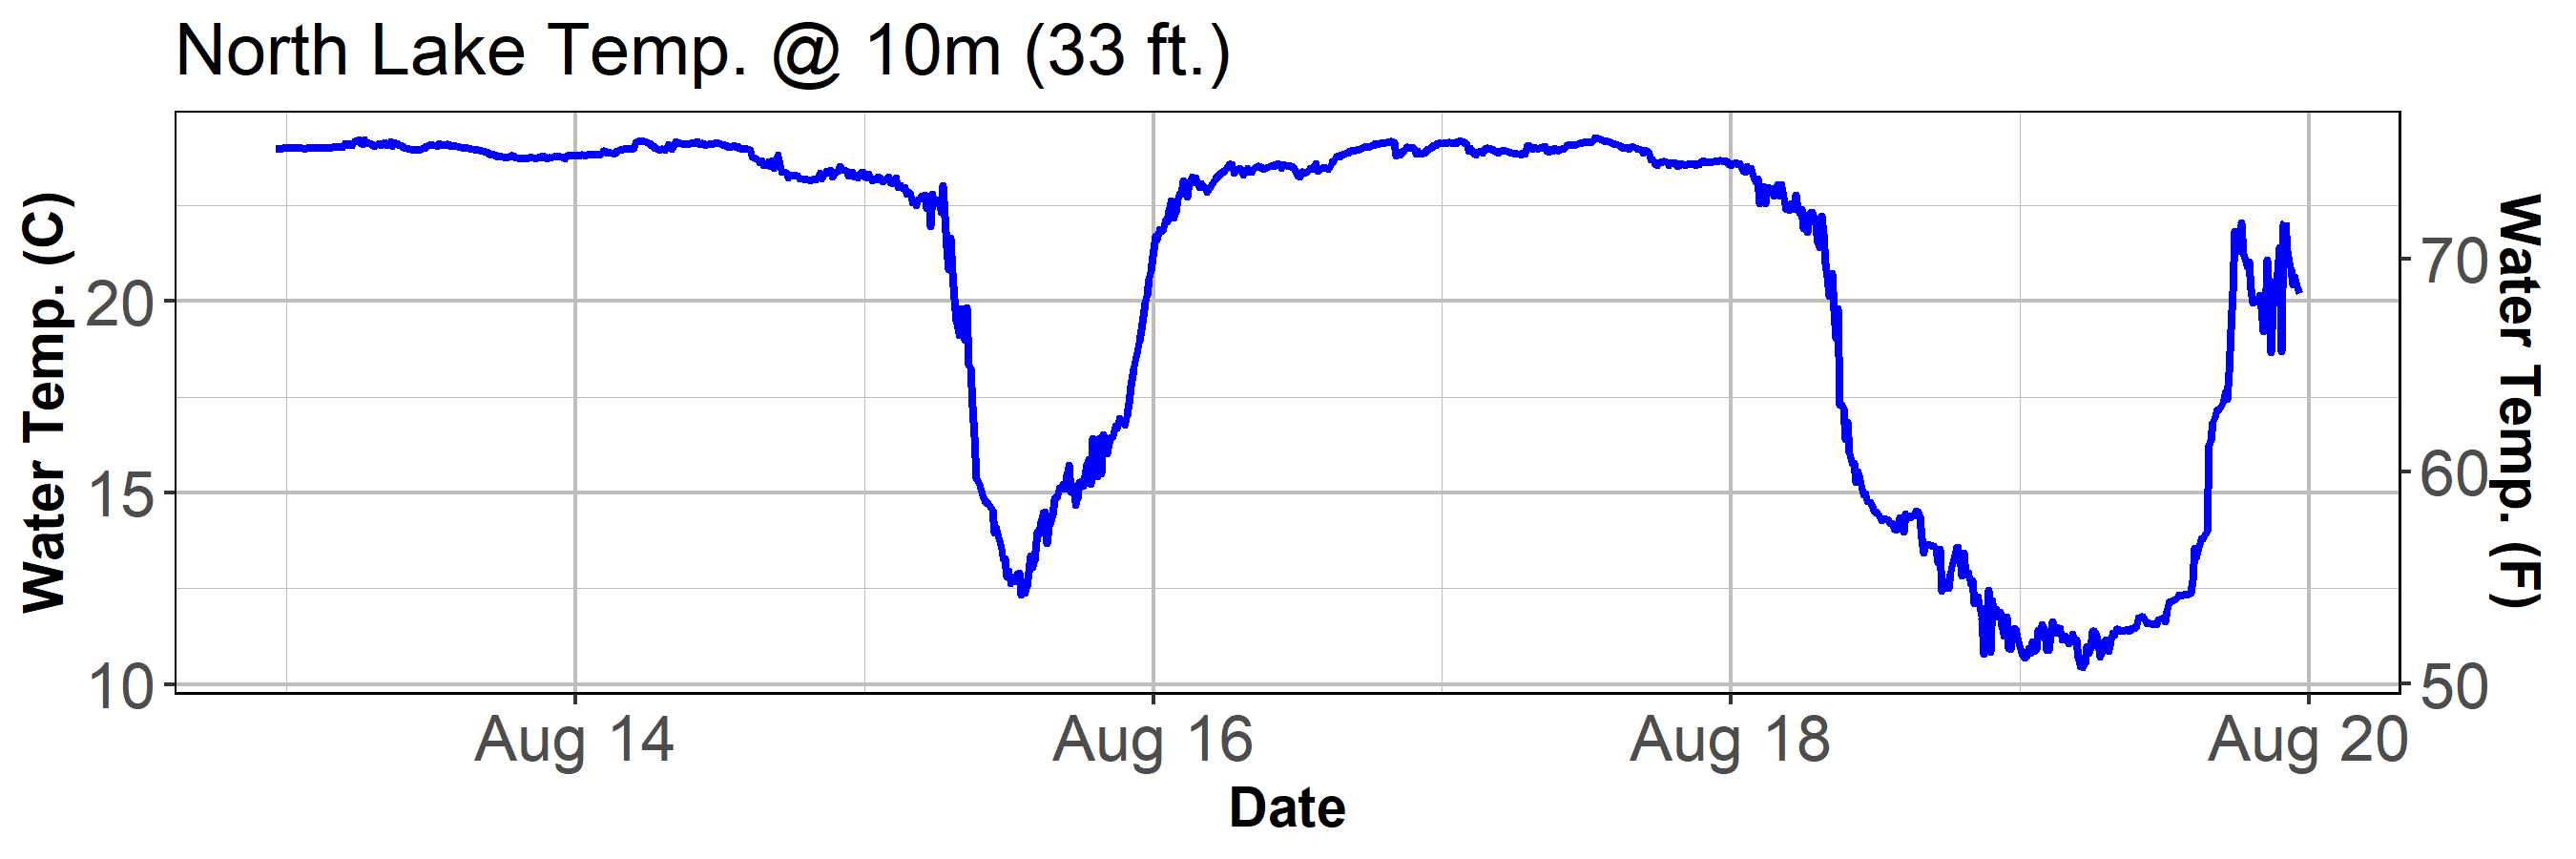 North Lake Temp. @ 10m (33 ft.)
Water Temp. (C)
20
15
10
70
60
50
Water Temp. (F)
Aug 14
Aug 16
Aug 18
Aug 20
Date